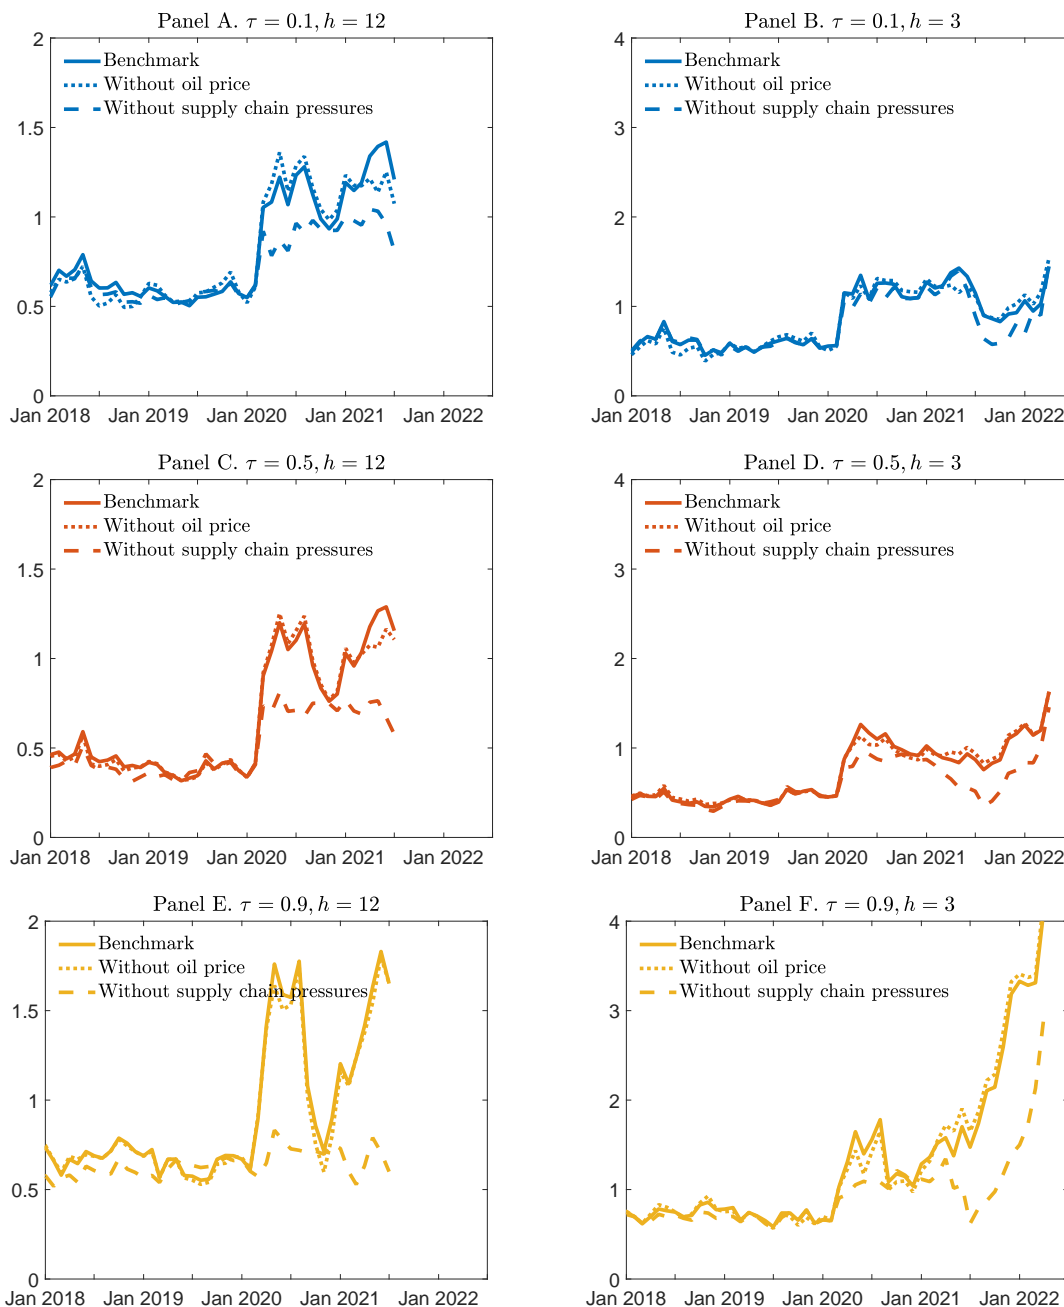 Panel A. τ = 0.1, h = 12
2
1.5
1
0.5
0
Benchmark
Without oil price
Without supply chain pressures
Jan 2018 Jan 2019 Jan 2020 Jan 2021 Jan 2022
Panel B. τ = 0.1, h = 3
4
3
2
1
0
Benchmark
Without oil price
Without supply chain pressures
Jan 2018 Jan 2019 Jan 2020 Jan 2021 Jan 2022
Panel C. τ = 0.5, h = 12
2
1.5
1
0.5
0
Benchmark
Without oil price
Without supply chain pressures
Jan 2018 Jan 2019 Jan 2020 Jan 2021 Jan 2022
Panel D. τ = 0.5, h = 3
4
3
2
1
0
Benchmark
Without oil price
Without supply chain pressures
Jan 2018 Jan 2019 Jan 2020 Jan 2021 Jan 2022
Panel E. τ = 0.9, h = 12
2
1.5
1
0.5
0
Benchmark
Without oil price
Without supply chain pressures
Jan 2018 Jan 2019 Jan 2020 Jan 2021 Jan 2022
Panel F. τ = 0.9, h = 3
4
3
2
1
0
Benchmark
Without oil price
Without supply chain pressures
Jan 2018 Jan 2019 Jan 2020 Jan 2021 Jan 2022